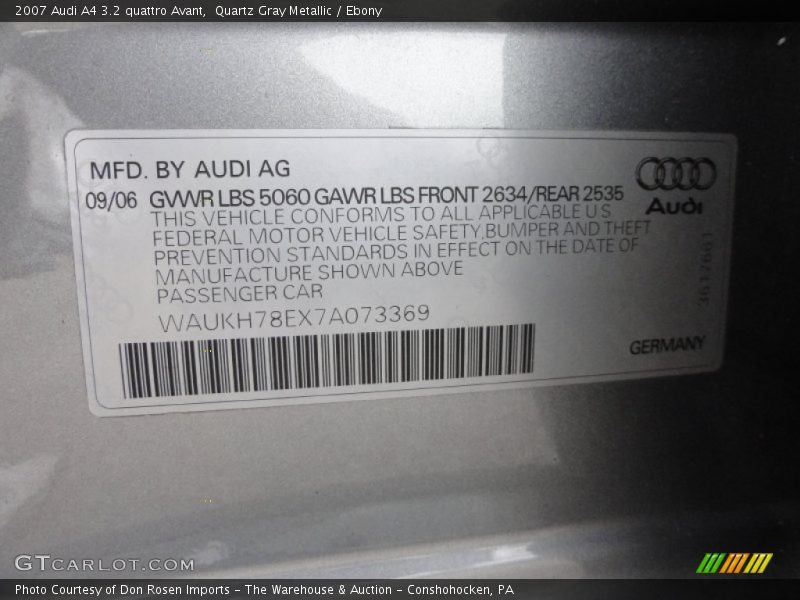 2007 Audi A4 3.2 quattro Avant,  Quartz Gray Metallic / Ebony
MFD. BY AUDI AG
09/06 GVWR LBS 5060 GAWR LBS FRONT 2634/REAR 2535
THIS VEHICLE CONFORMS TO ALL APPLICABLE U S
FEDERAL MOTOR VEHICLE SAFETY,BUMPER AND THEFT
PREVENTION STANDARDS IN EFFECT ON THE DATE OF
MANUFACTURE SHOWN ABOVE
PASSENGER CAR
WAUKH78EX7A073369
Audi
3617661
GERMANY
GTCARLOT.COM
Photo Courtesy of Don Rosen Imports - The Warehouse & Auction - Conshohocken, PA